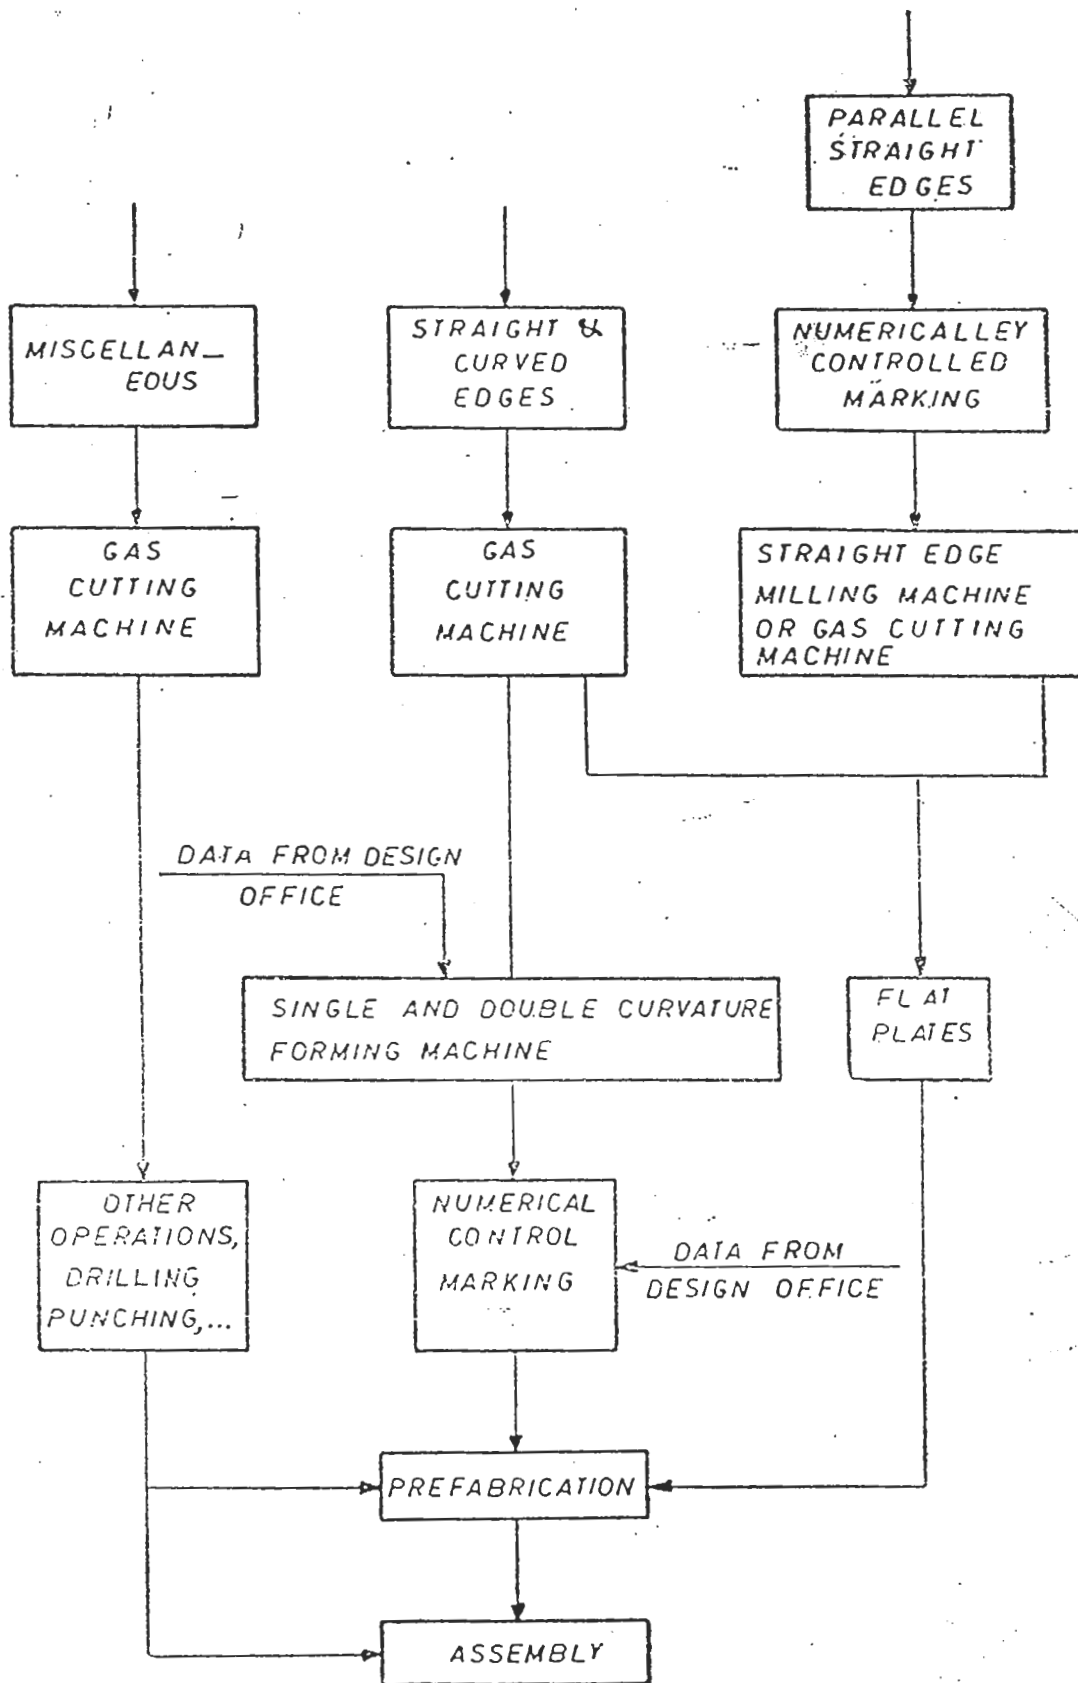 PARALLEL
STRAIGHT
EDGES
MISCELLAN_
EOUS
STRAIGHT &
CURVED
EDGES
NUMERICALLEY
CONTROLLED
MARKING
GAS
CUTTING
MACHINE
GAS
CUTTING
MACHINE
STRAIGHT EDGE
MILLING MACHINE
OR GAS CUTTING
MACHINE
DATA FROM DESIGN
OFFICE
SINGLE AND DOUBLE CURVATURE
FORMING MACHINE
FLAT
PLATES
OTHER
OPERATIONS,
DRILLING
PUNCHING,...
NUMERICAL
CONTROL
MARKING
DATA FROM
DESIGN OFFICE
PREFABRICATION
ASSEMBLY